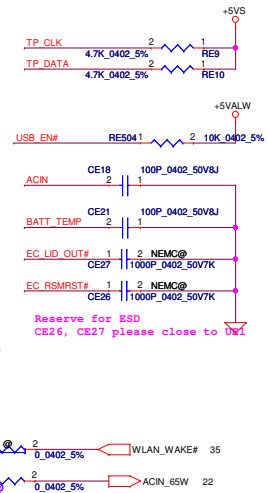 +5VS
TP_CLK 2 1
4.7K_0402_5% RE9
TP_DATA 2 1
4.7K_0402_5% RE10
+5VALW
USB_EN# RE504 1 2 10K_0402_5%
CE18 100P_0402_50V8J
ACIN 2 1
CE21 100P_0402_50V8J
BATT_TEMP 2 1
EC_LID_OUT# 1 2 NEMC@
CE27 1000P_0402_50V7K
EC_RSMRST# 1 2 NEMC@
CE26 1000P_0402_50V7K
Reserve for ESD
CE26, CE27 please close to UE1
@ 2 WLAN_WAKE# 35
0_0402_5%
2 ACIN_65W 22
0_0402_5%